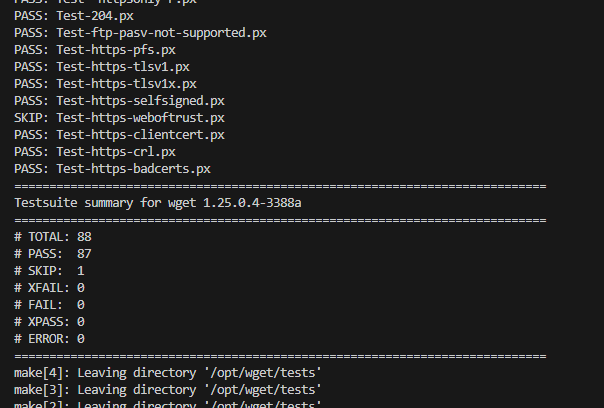 PASS: Test--httpsonly-r.px
PASS: Test-204.px
PASS: Test-ftp-pasv-not-supported.px
PASS: Test-https-pfs.px
PASS: Test-https-tlsv1.px
PASS: Test-https-tlsv1x.px
PASS: Test-https-selfsigned.px
SKIP: Test-https-weboftrust.px
PASS: Test-https-clientcert.px
PASS: Test-https-crl.px
PASS: Test-https-badcerts.px
============================================================================
Testsuite summary for wget 1.25.0.4-3388a
============================================================================
# TOTAL: 88
# PASS:  87
# SKIP:  1
# XFAIL: 0
# FAIL:  0
# XPASS: 0
# ERROR: 0
============================================================================
make[4]: Leaving directory '/opt/wget/tests'
make[3]: Leaving directory '/opt/wget/tests'
make[2]: Leaving directory '/opt/wget/tests'